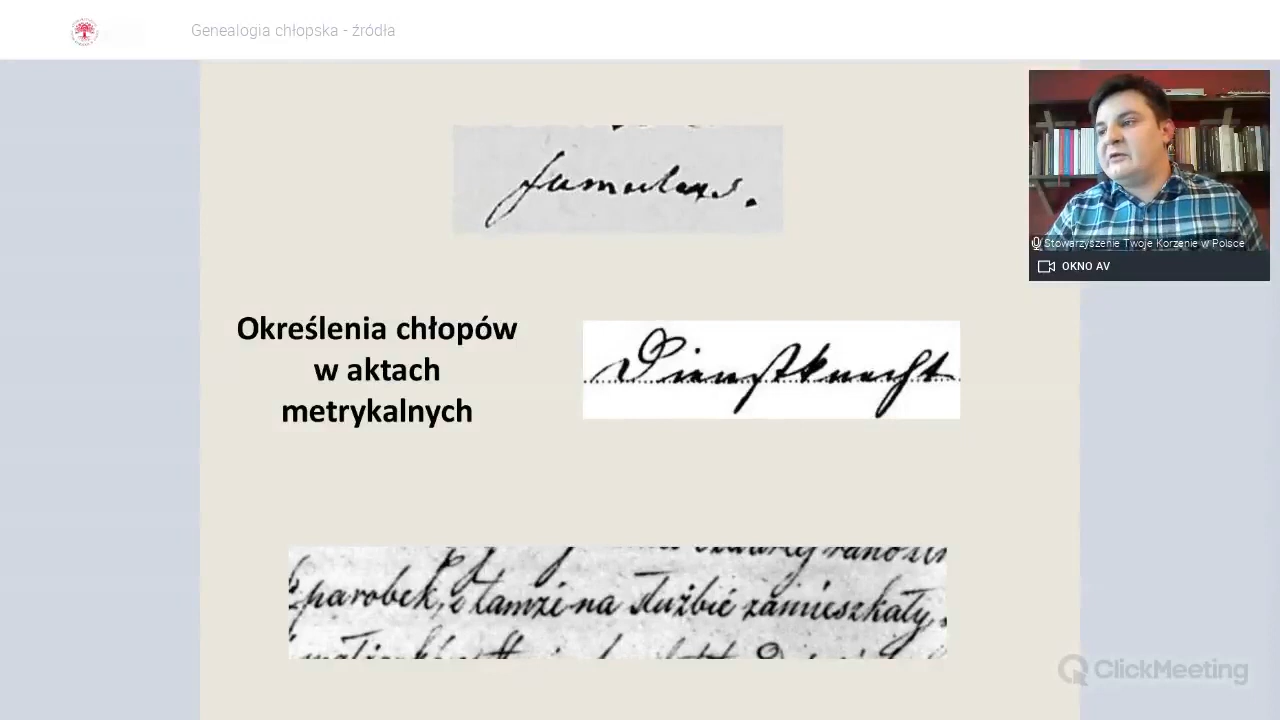 Genealogia chłopska - źródła
famulus.
Stowarzyszenie Twoje Korzenie w Polsce
OKNO AV
Określenia chłopów
w aktach
metrykalnych
Dienstknecht
parobek, tamże na służbie zamieszkały,
ClickMeeting